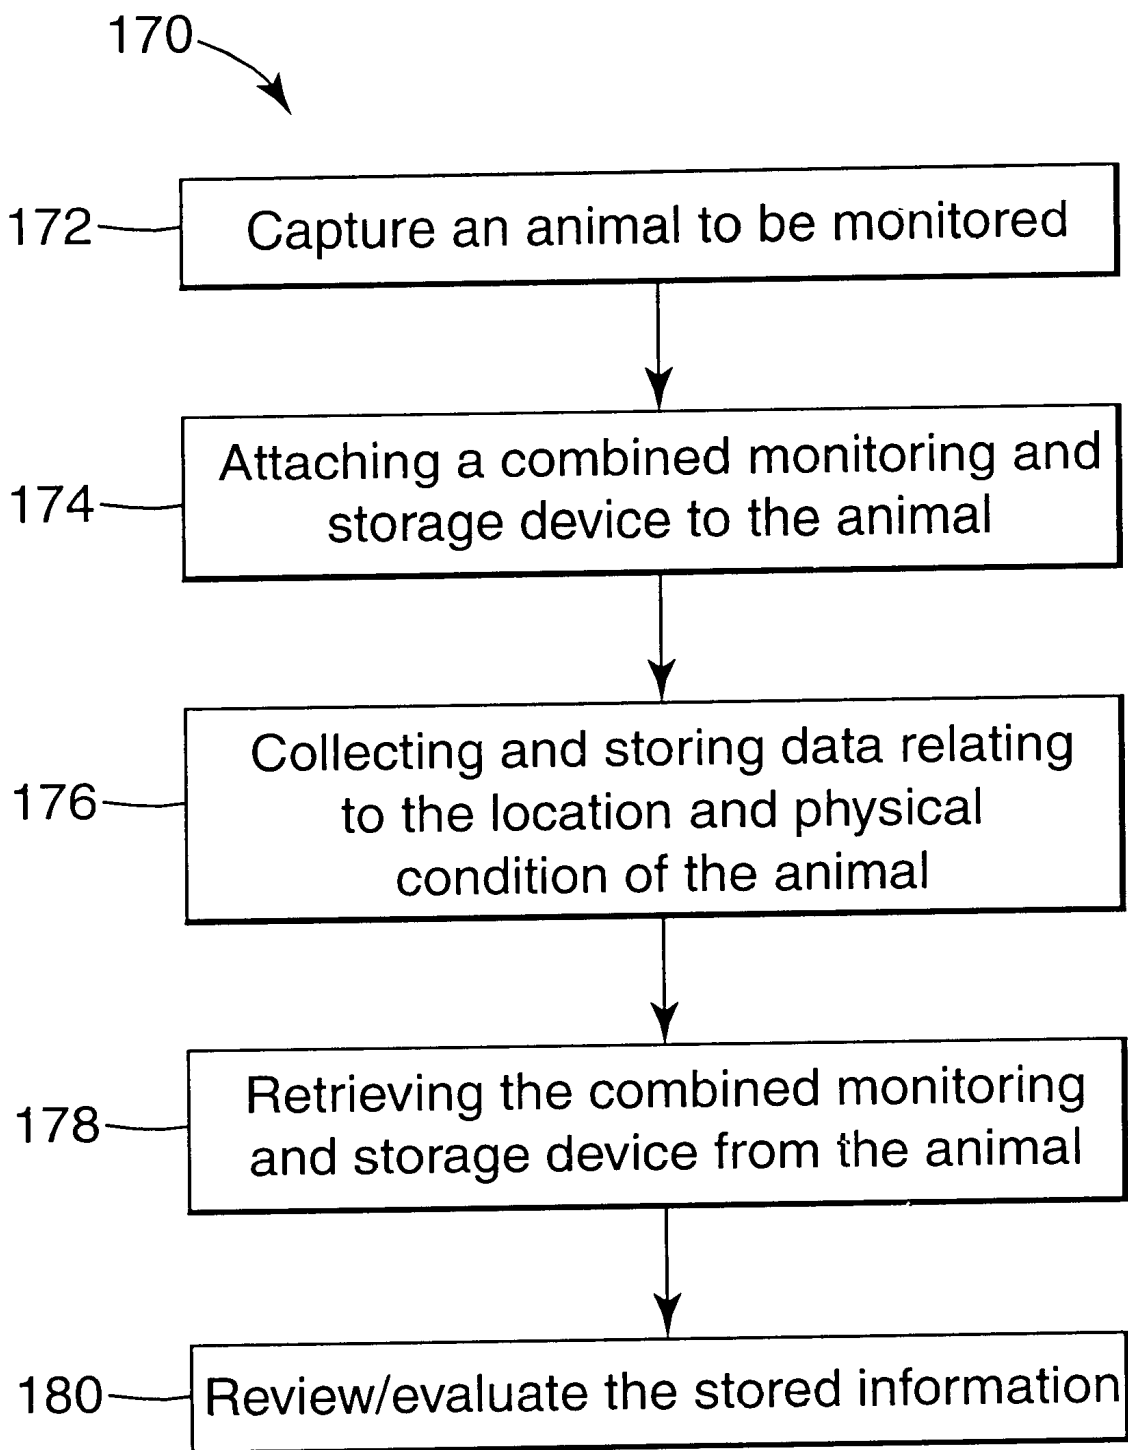 170
172
Capture an animal to be monitored
174
Attaching a combined monitoring and
storage device to the animal
176
Collecting and storing data relating
to the location and physical
condition of the animal
178
Retrieving the combined monitoring
and storage device from the animal
180
Review/evaluate the stored information